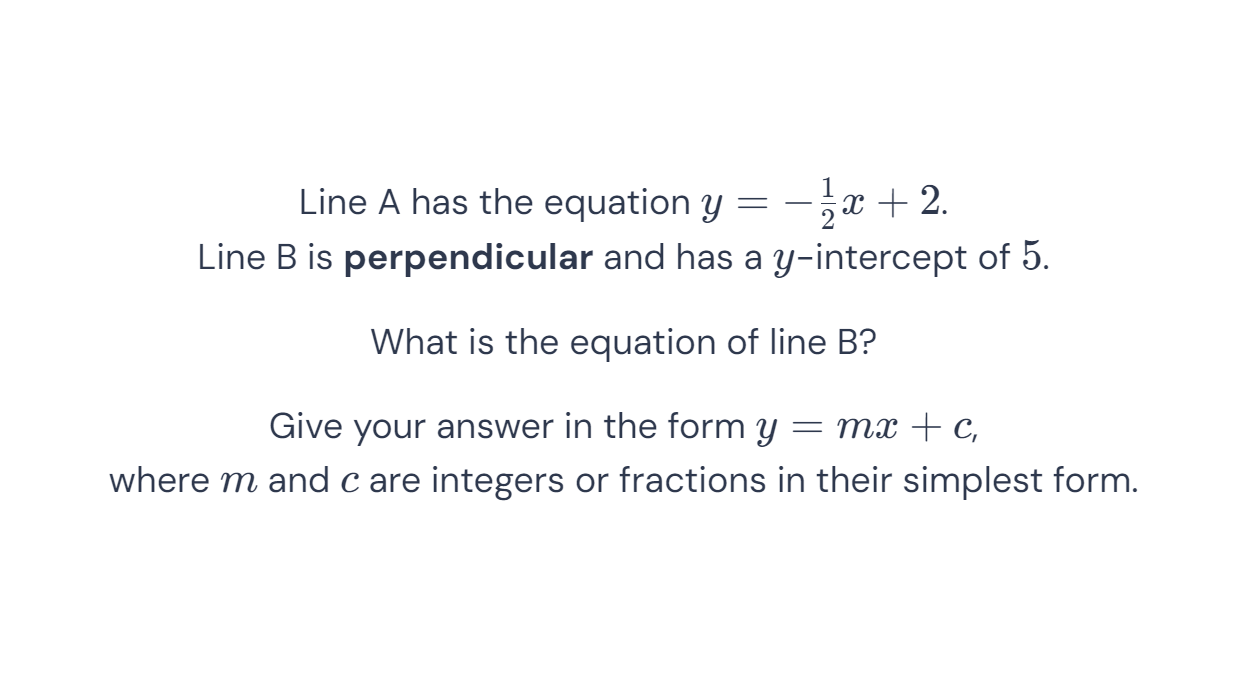 Line A has the equation y = −\frac{1}{2}x + 2.
Line B is perpendicular and has a y-intercept of 5.
What is the equation of line B?
Give your answer in the form y = mx + c,
where m and c are integers or fractions in their simplest form.